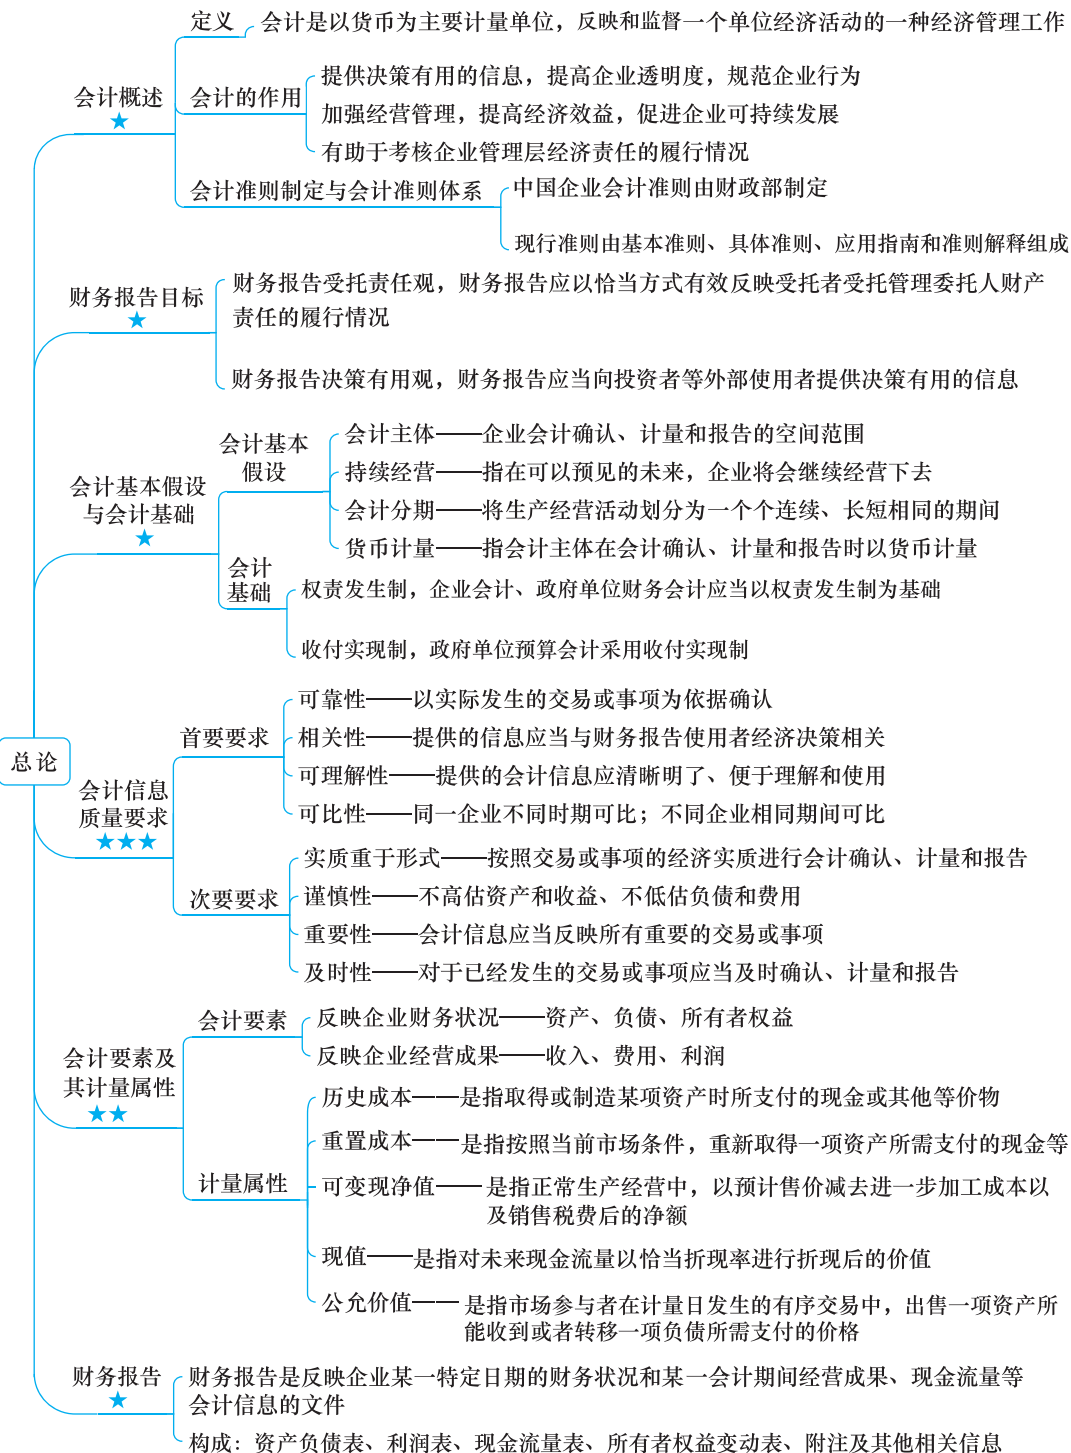 总论
会计概述
★
定义
会计是以货币为主要计量单位，反映和监督一个单位经济活动的一种经济管理工作
会计的作用
提供决策有用的信息，提高企业透明度，规范企业行为
加强经营管理，提高经济效益，促进企业可持续发展
有助于考核企业管理层经济责任的履行情况
会计准则制定与会计准则体系
中国企业会计准则由财政部制定
现行准则由基本准则、具体准则、应用指南和准则解释组成
财务报告目标
★
财务报告受托责任观，财务报告应以恰当方式有效反映受托者受托管理委托人财产
责任的履行情况
财务报告决策有用观，财务报告应当向投资者等外部使用者提供决策有用的信息
会计基本假设
与会计基础
★
会计基本
假设
会计主体——企业会计确认、计量和报告的空间范围
持续经营——指在可以预见的未来，企业将会继续经营下去
会计分期——将生产经营活动划分为一个个连续、长短相同的期间
货币计量——指会计主体在会计确认、计量和报告时以货币计量
会计
基础
权责发生制，企业会计、政府单位财务会计应当以权责发生制为基础
收付实现制，政府单位预算会计采用收付实现制
会计信息
质量要求
★★★
首要要求
可靠性——以实际发生的交易或事项为依据确认
相关性——提供的信息应当与财务报告使用者经济决策相关
可理解性——提供的会计信息应清晰明了、便于理解和使用
可比性——同一企业不同时期可比；不同企业相同期间可比
次要要求
实质重于形式——按照交易或事项的经济实质进行会计确认、计量和报告
谨慎性——不高估资产和收益、不低估负债和费用
重要性——会计信息应当反映所有重要的交易或事项
及时性——对于已经发生的交易或事项应当及时确认、计量和报告
会计要素及
其计量属性
★★
会计要素
反映企业财务状况——资产、负债、所有者权益
反映企业经营成果——收入、费用、利润
计量属性
历史成本——是指取得或制造某项资产时所支付的现金或其他等价物
重置成本——是指按照当前市场条件，重新取得一项资产所需支付的现金等
可变现净值——是指正常生产经营中，以预计售价减去进一步加工成本以
及销售税费后的净额
现值——是指对未来现金流量以恰当折现率进行折现后的价值
公允价值——是指市场参与者在计量日发生的有序交易中，出售一项资产所
能收到或者转移一项负债所需支付的价格
财务报告
★
财务报告是反映企业某一特定日期的财务状况和某一会计期间经营成果、现金流量等
会计信息的文件
构成：资产负债表、利润表、现金流量表、所有者权益变动表、附注及其他相关信息